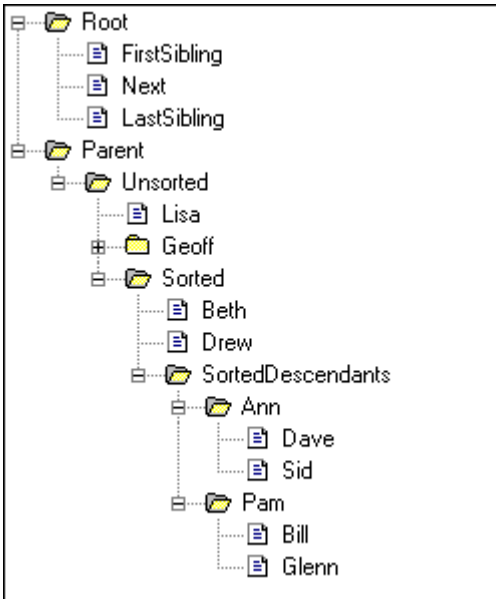 Root
FirstSibling
Next
LastSibling
Parent
Unsorted
Lisa
Geoff
Sorted
Beth
Drew
SortedDescendants
Ann
Dave
Sid
Pam
Bill
Glenn